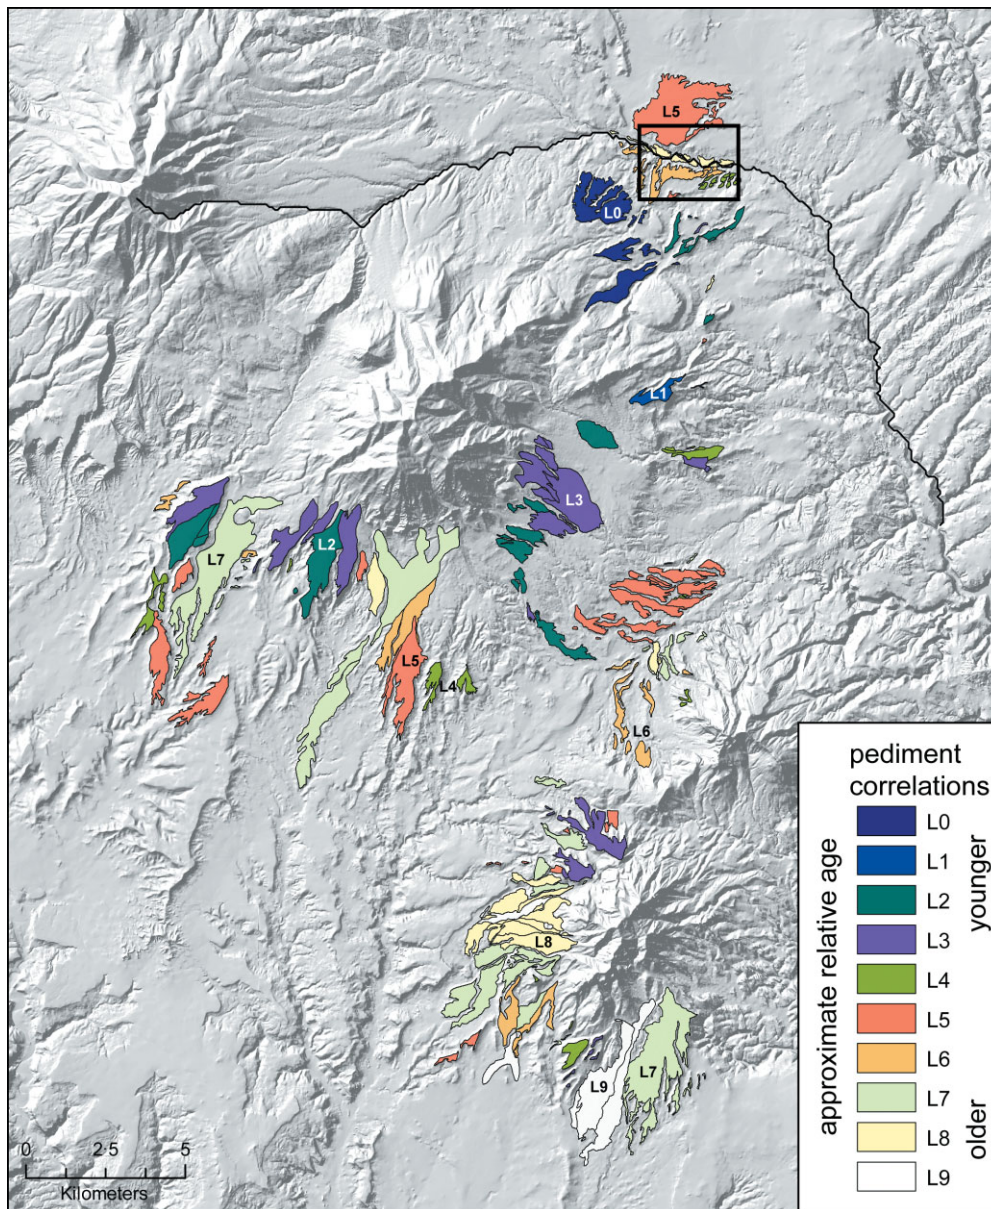 L5
L0
L1
L3
L7
L2
L5
L4
L6
L8
L9
L7
0
2.5
5
Kilometers
pediment
correlations
approximate relative age
younger
older
L0
L1
L2
L3
L4
L5
L6
L7
L8
L9